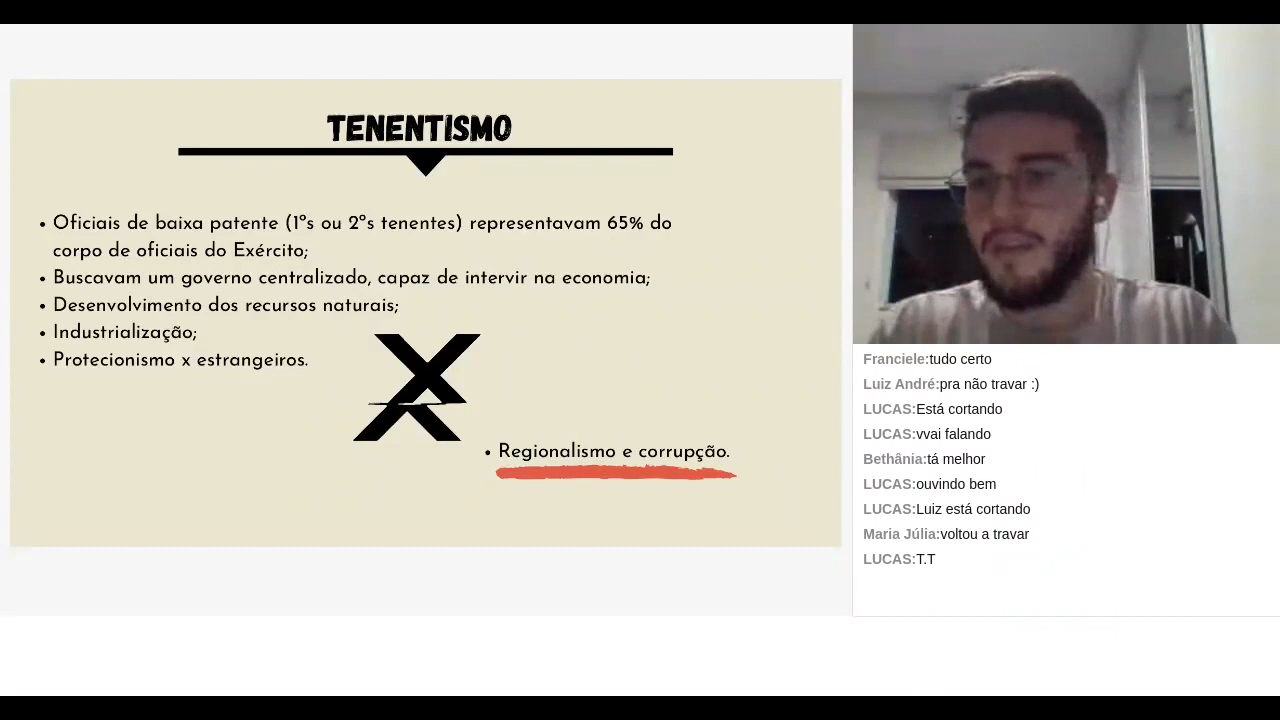 TENENTISMO
• Oficiais de baixa patente (1ºs ou 2ºs tenentes) representavam 65% do
corpo de oficiais do Exército;
• Buscavam um governo centralizado, capaz de intervir na economia;
• Desenvolvimento dos recursos naturais;
• Industrialização;
• Protecionismo x estrangeiros.
X
• Regionalismo e corrupção.
Franciele:tudo certo
Luiz André:pra não travar :)
LUCAS:Está cortando
LUCAS:vvai falando
Bethânia:tá melhor
LUCAS:ouvindo bem
LUCAS:Luiz está cortando
Maria Júlia:voltou a travar
LUCAS:T.T